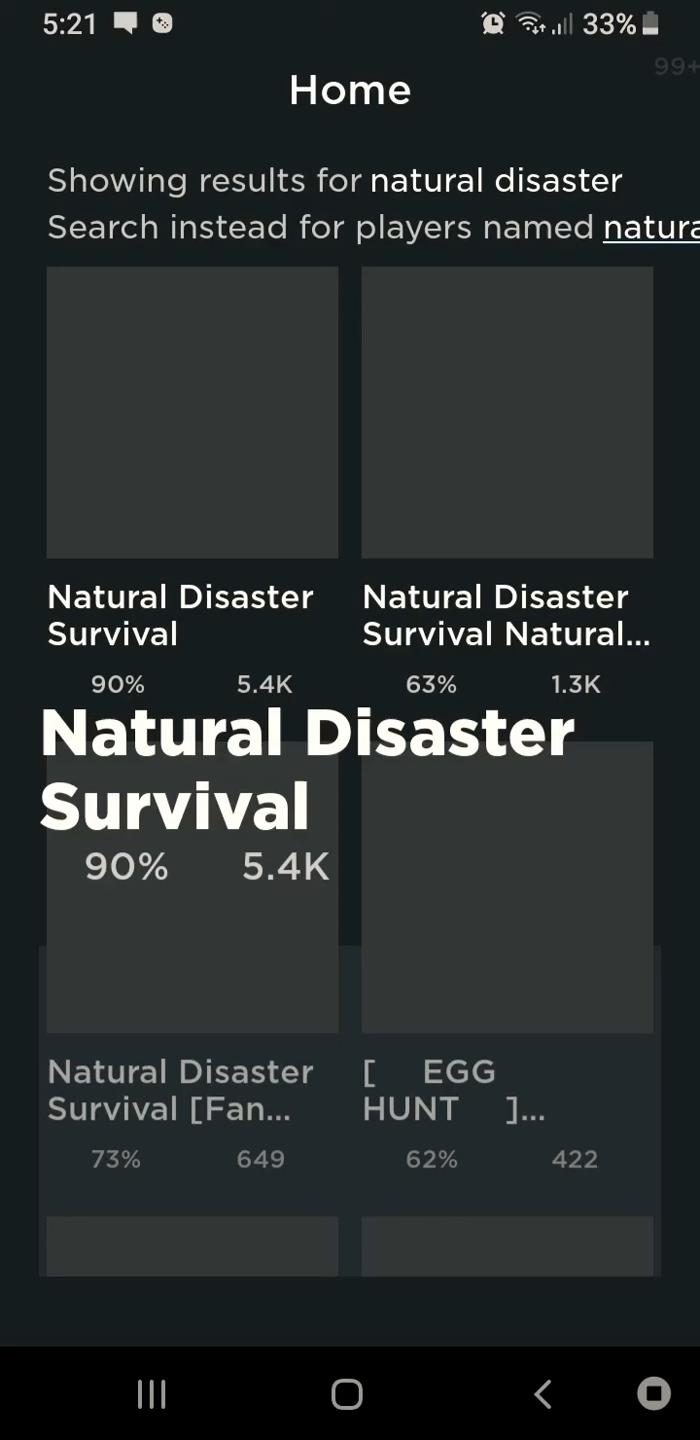 5:21 33%
99+
Home
Showing results for natural disaster
Search instead for players named natura
Natural Disaster
Survival
90% 5.4K
Natural Disaster
Survival Natural...
63% 1.3K
Natural Disaster
Survival
90% 5.4K
Natural Disaster
Survival [Fan...
73% 649
[ EGG
HUNT ]...
62% 422